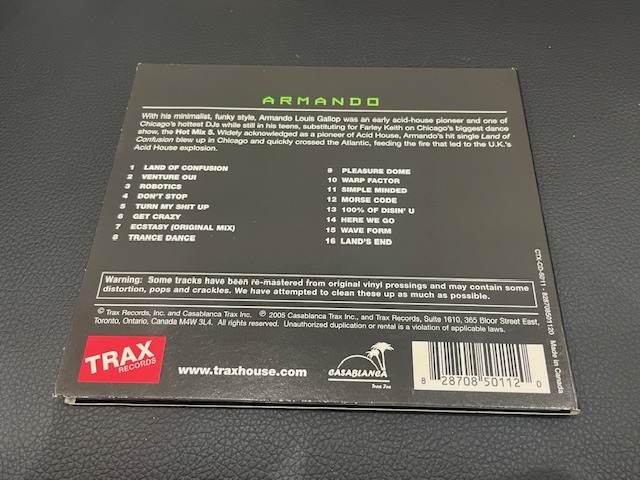 ARMANDO
With his minimalist, funky style, Armando Louis Gallop was an early acid-house pioneer and one of
Chicago's hottest DJs while still in his teens, substituting for Farley Keith on Chicago's biggest dance
show, the Hot Mix 5. Widely acknowledged as a pioneer of Acid House, Armando's hit single Land of
Confusion blew up in Chicago and quickly crossed the Atlantic, feeding the fire that led to the U.K.'s
Acid House explosion.
1 LAND OF CONFUSION
2 VENTURE OUI
3 ROBOTICS
4 DON'T STOP
5 TURN MY SHIT UP
6 GET CRAZY
7 ECSTASY (ORIGINAL MIX)
8 TRANCE DANCE
9 PLEASURE DOME
10 WARP FACTOR
11 SIMPLE MINDED
12 MORSE CODE
13 100% OF DISIN' U
14 HERE WE GO
15 WAVE FORM
16 LAND'S END
Warning: Some tracks have been re-mastered from original vinyl pressings and may contain some
distortion, pops and crackles. We have attempted to clean these up as much as possible.
© Trax Records, Inc. and Casablanca Trax Inc. ℗ 2005 Casablanca Trax Inc., and Trax Records, Suite 1610, 365 Bloor Street East,
Toronto, Ontario, Canada M4W 3L4. All rights reserved. Unauthorized duplication or rental is a violation of applicable laws.
TRAX
RECORDS
www.traxhouse.com
CASABLANCA
Trax Inc
8 28708 50112 0
CTX-CD-5011 - 828708501120 Made in Canada